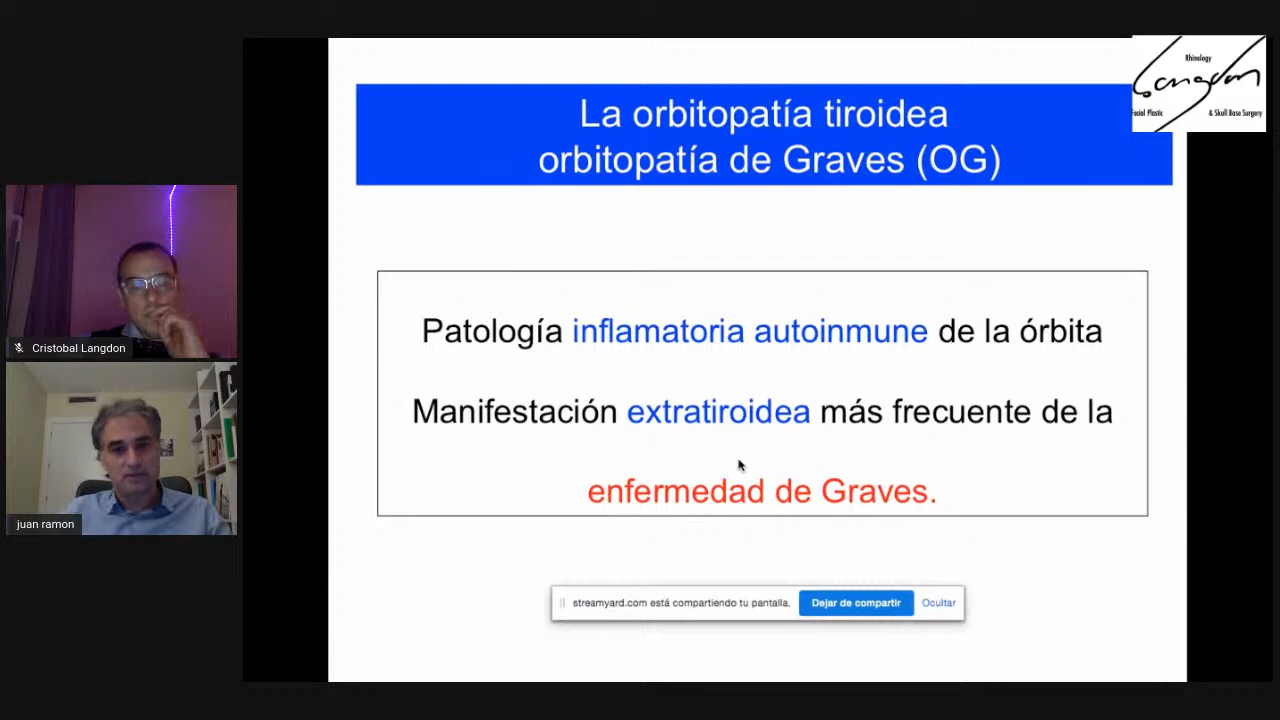 La orbitopatía tiroidea
orbitopatía de Graves (OG)
Rhinology
Langdon
Facial Plastic
& Skull Base Surgery
Patología inflamatoria autoinmune de la órbita
Manifestación extratiroidea más frecuente de la
enfermedad de Graves.
Cristobal Langdon
juan ramon
streamyard.com está compartiendo tu pantalla.
Dejar de compartir
Ocultar